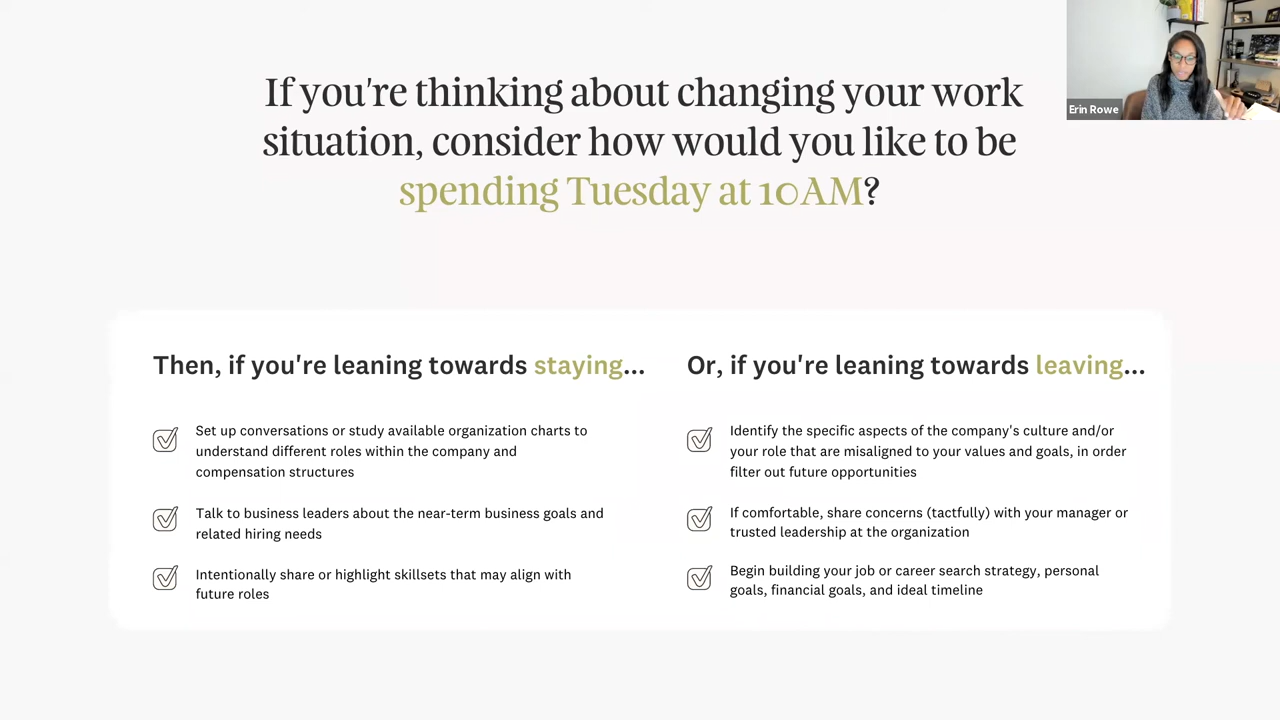 If you're thinking about changing your work
situation, consider how would you like to be
spending Tuesday at 10AM?
Erin Rowe
Then, if you're leaning towards staying...
Set up conversations or study available organization charts to
understand different roles within the company and
compensation structures
Talk to business leaders about the near-term business goals and
related hiring needs
Intentionally share or highlight skillsets that may align with
future roles
Or, if you're leaning towards leaving...
Identify the specific aspects of the company's culture and/or
your role that are misaligned to your values and goals, in order
filter out future opportunities
If comfortable, share concerns (tactfully) with your manager or
trusted leadership at the organization
Begin building your job or career search strategy, personal
goals, financial goals, and ideal timeline